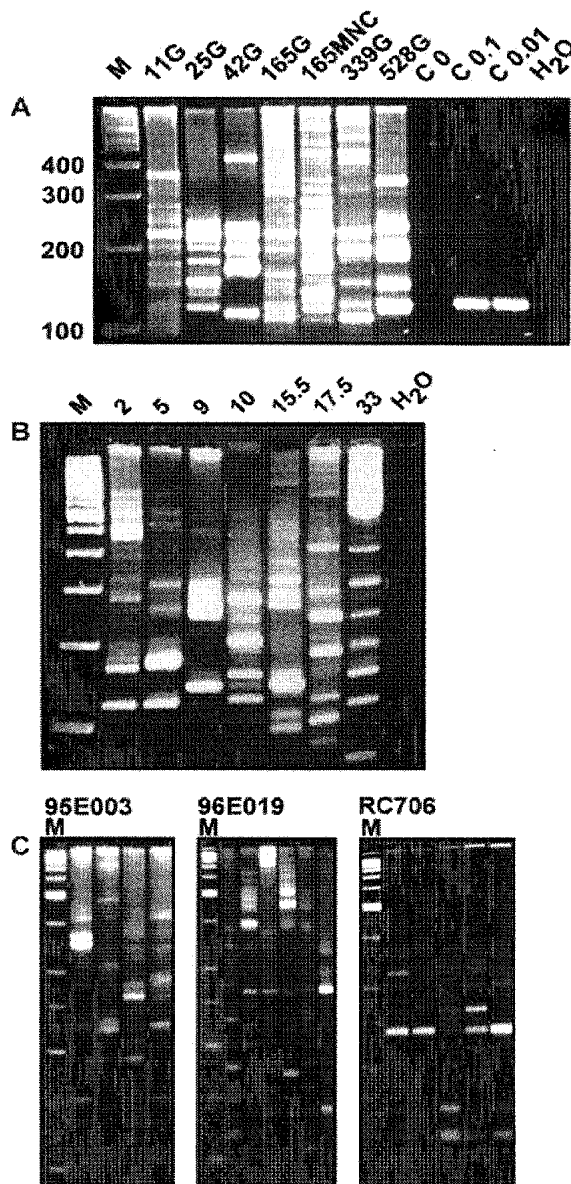 M 11G 25G 42G 165G 165MNC 339G 528G C 0 C 0.1 C 0.01 H₂O
A
400
300
200
100
M 2 5 9 10 15.5 17.5 33 H₂O
B
95E003 96E019 RC706
M M M
C